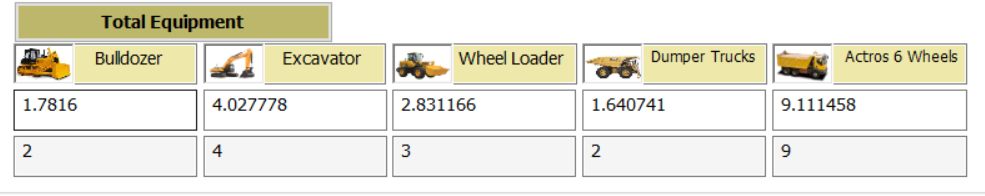 Total Equipment
Bulldozer Excavator Wheel Loader Dumper Trucks Actros 6 Wheels
1.7816 4.027778 2.831166 1.640741 9.111458
2 4 3 2 9